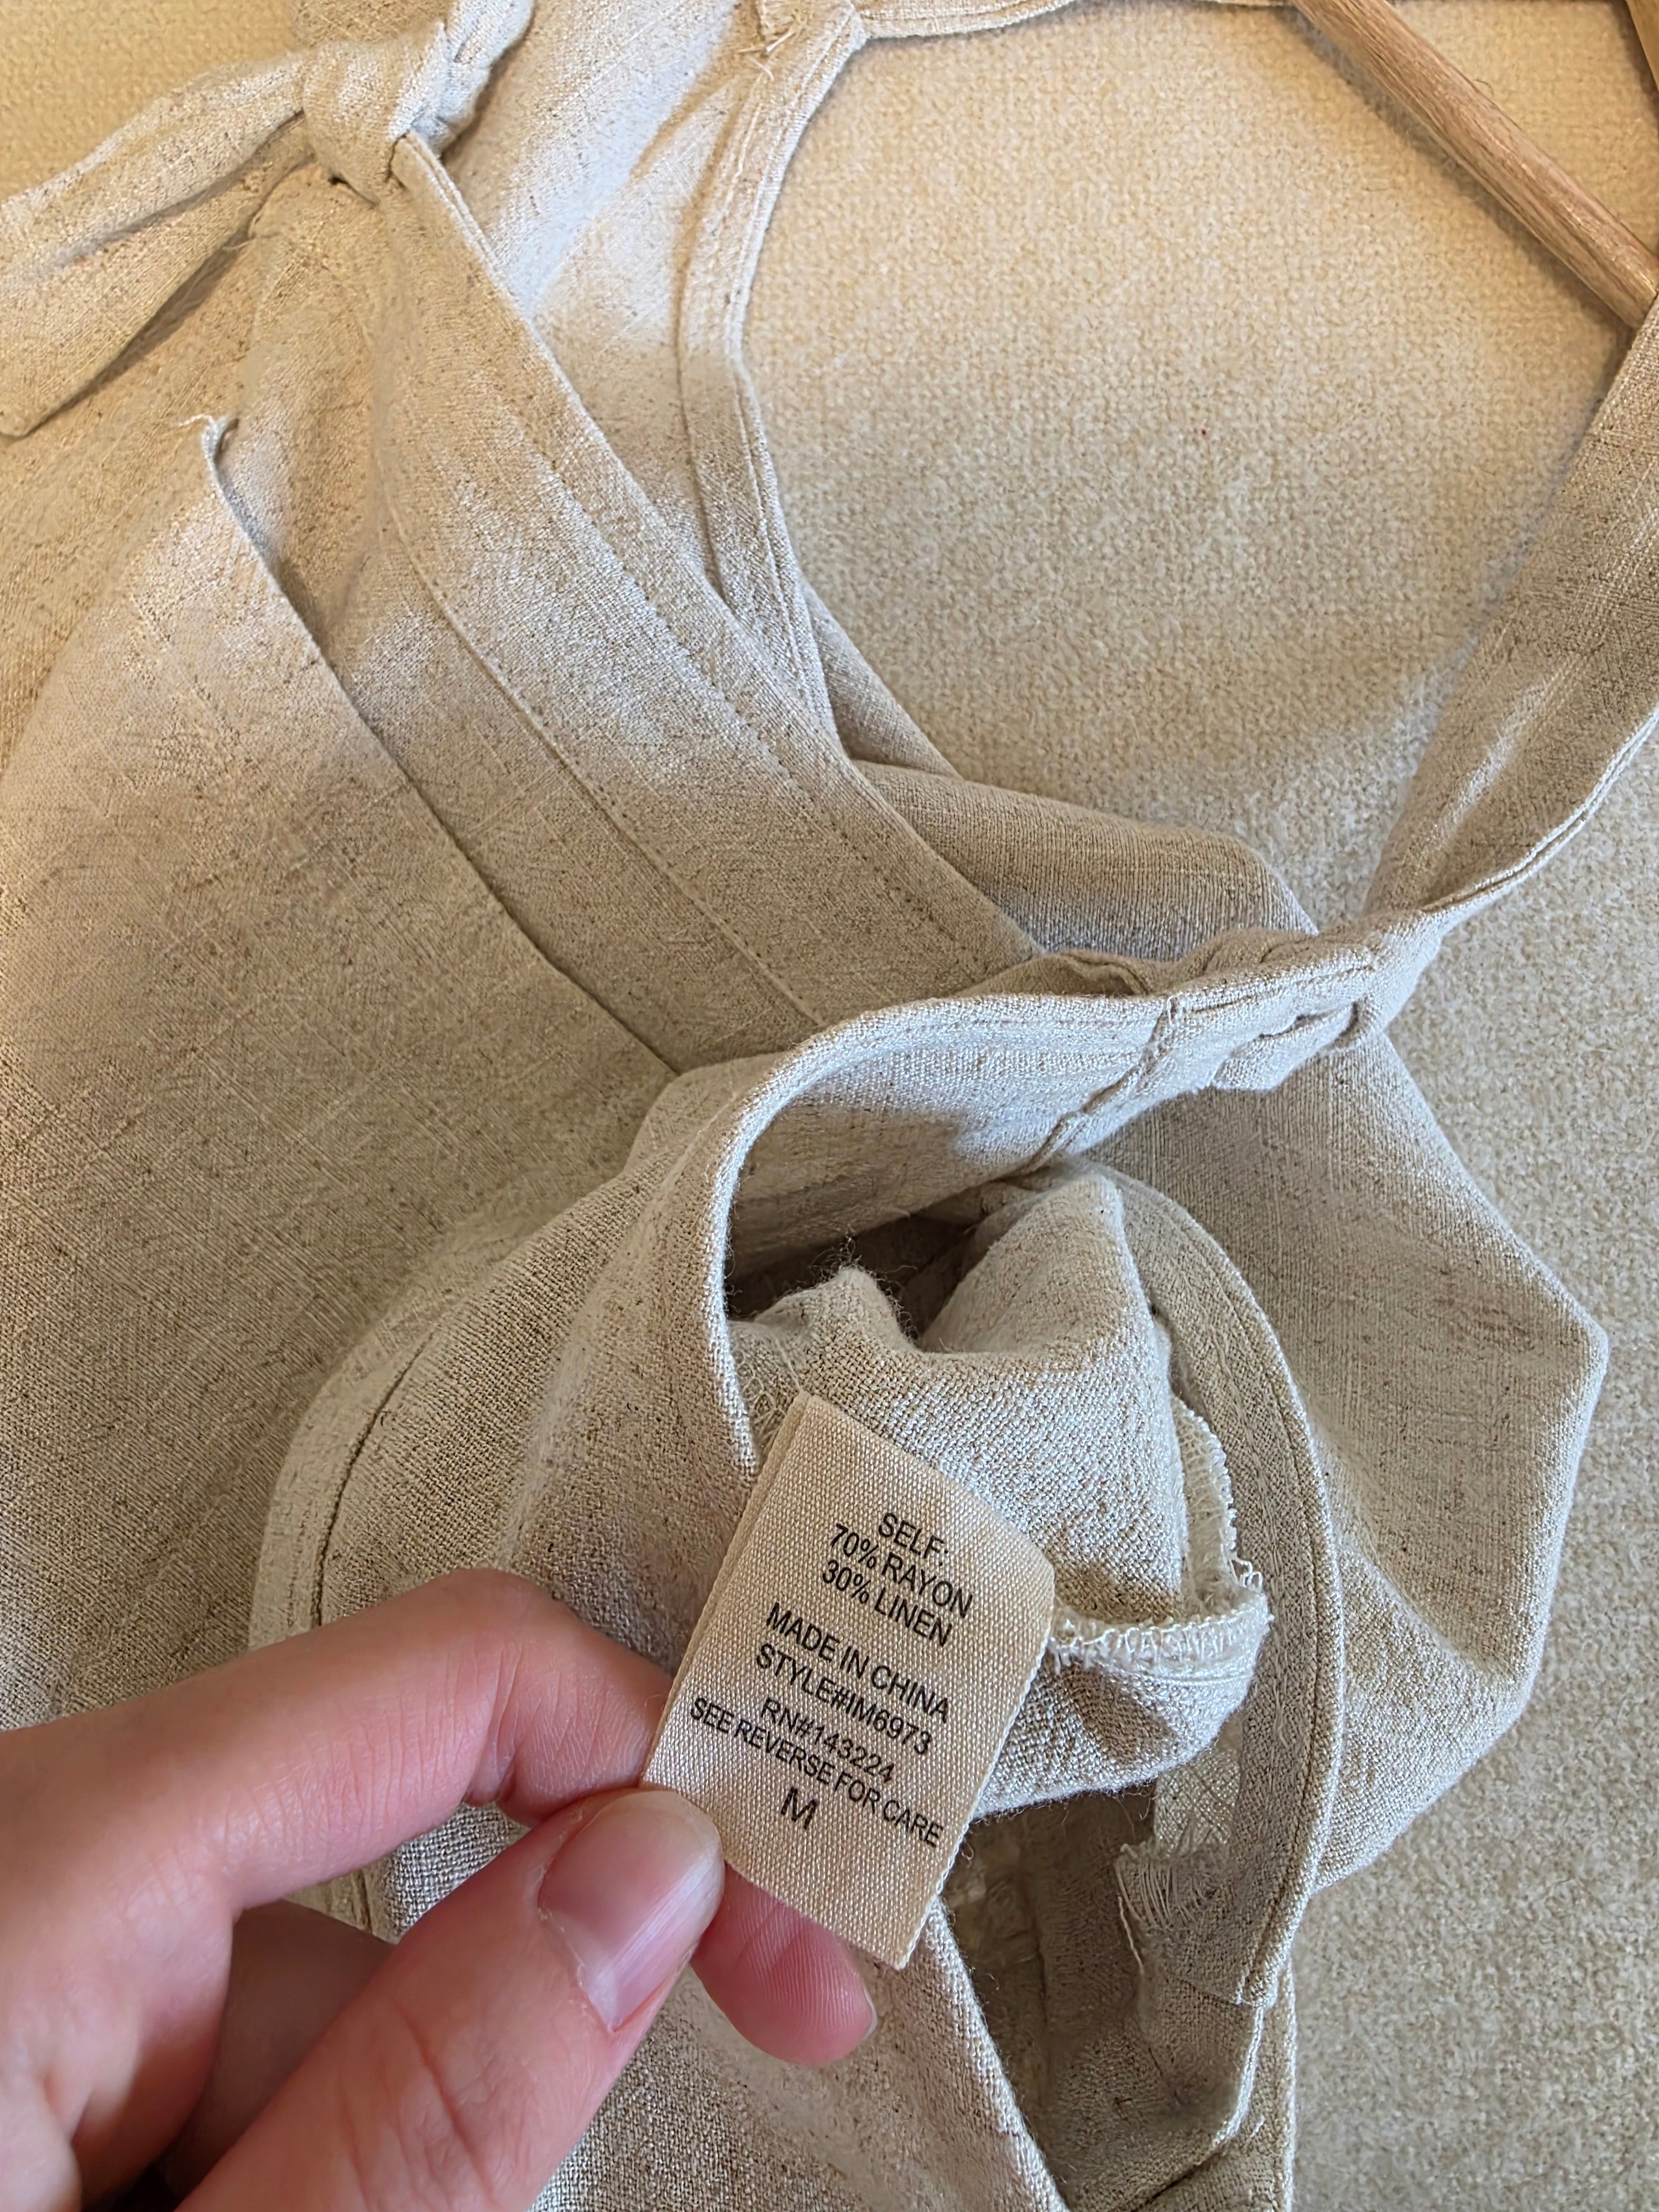 SELF:
70% RAYON
30% LINEN
MADE IN CHINA
STYLE#IM6973
RN#143224
SEE REVERSE FOR CARE
M